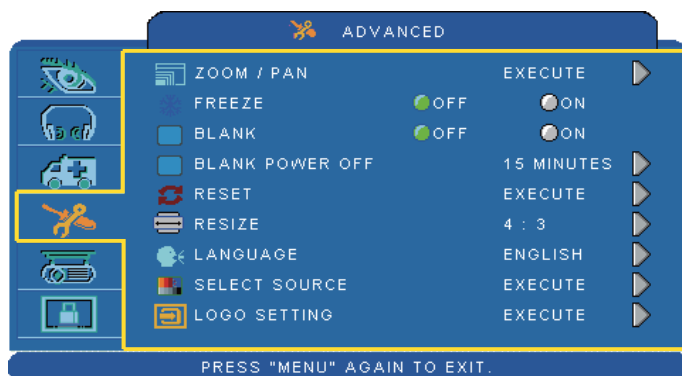 ADVANCED
ZOOM / PAN EXECUTE
FREEZE OFF ON
BLANK OFF ON
BLANK POWER OFF 15 MINUTES
RESET EXECUTE
RESIZE 4 : 3
LANGUAGE ENGLISH
SELECT SOURCE EXECUTE
LOGO SETTING EXECUTE
PRESS "MENU" AGAIN TO EXIT.